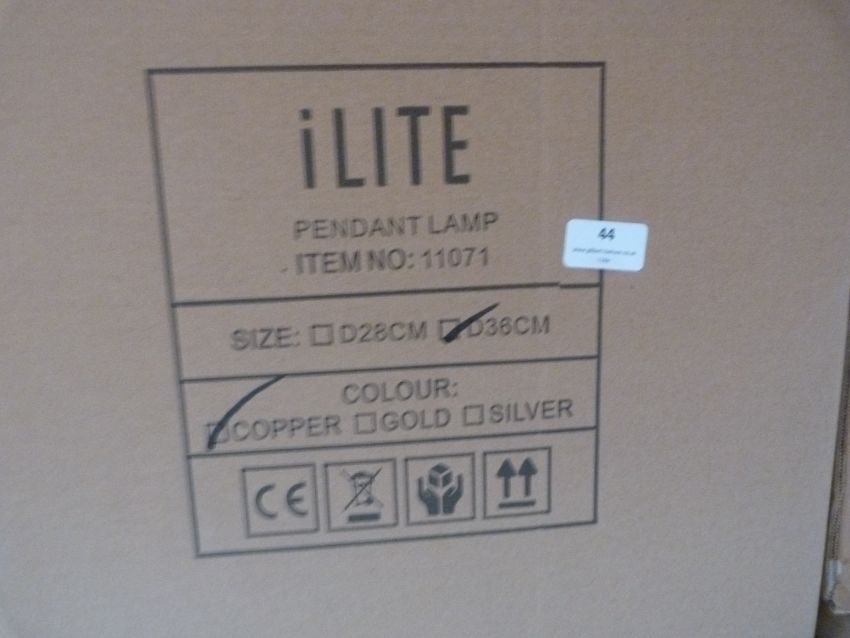 iLITE
PENDANT LAMP
ITEM NO: 11071
44
SIZE: ☐ D28CM ☑ D36CM
COLOUR:
☑ COPPER ☐ GOLD ☐ SILVER
CE